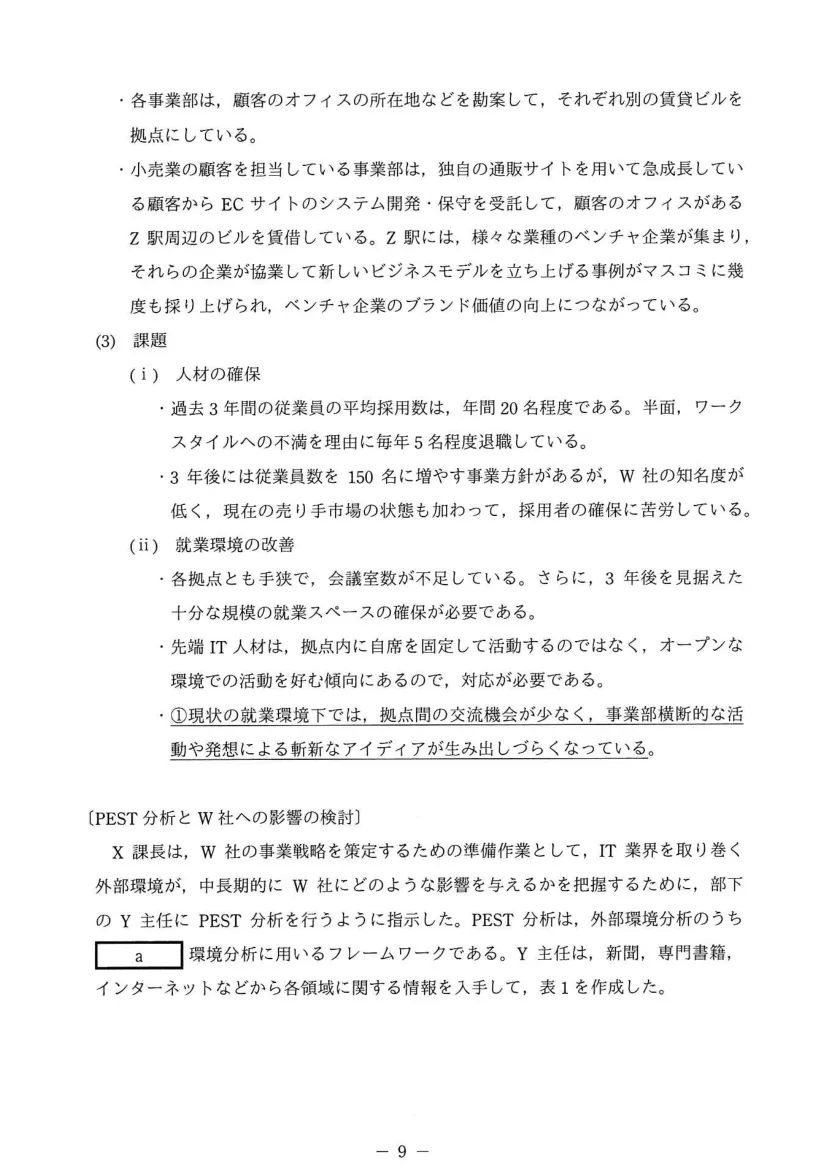 ・各事業部は，顧客のオフィスの所在地などを勘案して，それぞれ別の賃貸ビルを
拠点にしている。
・小売業の顧客を担当している事業部は，独自の通販サイトを用いて急成長してい
る顧客から EC サイトのシステム開発・保守を受託して，顧客のオフィスがある
Z 駅周辺のビルを賃借している。Z 駅には，様々な業種のベンチャ企業が集まり，
それらの企業が協業して新しいビジネスモデルを立ち上げる事例がマスコミに幾
度も採り上げられ，ベンチャ企業のブランド価値の向上につながっている。
(3) 課題
(ⅰ) 人材の確保
・過去 3 年間の従業員の平均採用数は，年間 20 名程度である。半面，ワーク
スタイルへの不満を理由に毎年 5 名程度退職している。
・3 年後には従業員数を 150 名に増やす事業方針があるが，W 社の知名度が
低く，現在の売り手市場の状態も加わって，採用者の確保に苦労している。
(ⅱ) 就業環境の改善
・各拠点とも手狭で，会議室数が不足している。さらに，3 年後を見据えた
十分な規模の就業スペースの確保が必要である。
・先端 IT 人材は，拠点内に自席を固定して活動するのではなく，オープンな
環境での活動を好む傾向にあるので，対応が必要である。
・①現状の就業環境下では，拠点間の交流機会が少なく，事業部横断的な活
動や発想による斬新なアイディアが生み出しづらくなっている。
〔PEST 分析と W 社への影響の検討〕
X 課長は，W 社の事業戦略を策定するための準備作業として，IT 業界を取り巻く
外部環境が，中長期的に W 社にどのような影響を与えるかを把握するために，部下
の Y 主任に PEST 分析を行うように指示した。PEST 分析は，外部環境分析のうち
a 環境分析に用いるフレームワークである。Y 主任は，新聞，専門書籍，
インターネットなどから各領域に関する情報を入手して，表 1 を作成した。
－ 9 －